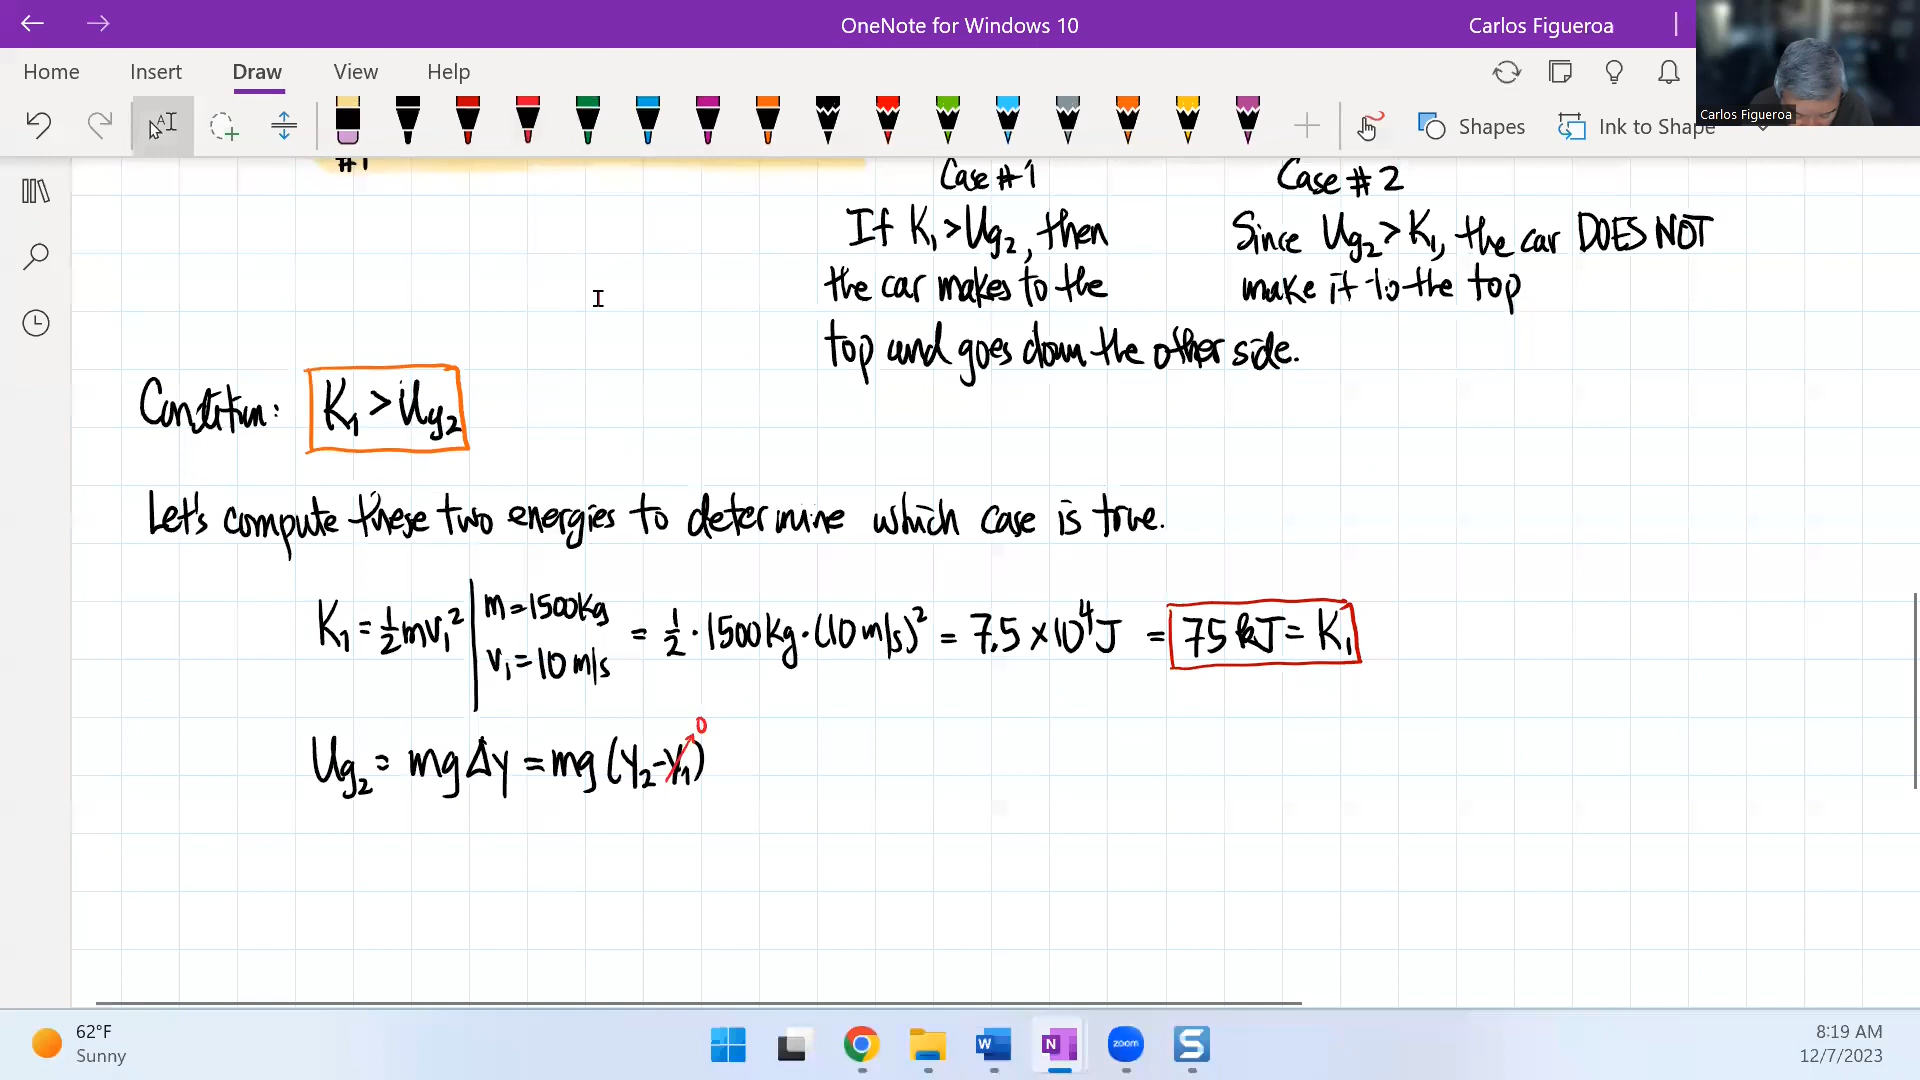 OneNote for Windows 10
Carlos Figueroa
Home Insert Draw View Help
Carlos Figueroa
Shapes Ink to Shape
#1
Case #1
Case #2
If K₁ > Ug₂, then
the car makes to the
top and goes down the other side.
Since Ug₂ > K₁, the car DOES NOT
make it to the top
Condition: K₁ > Ug₂
Let's compute these two energies to determine which case is true.
K₁ = ½mv₁² | m = 1500kg v₁ = 10 m/s = ½ · 1500kg · (10 m/s)² = 7.5 × 10⁴ J = 75 kJ = K₁
0
Ug₂ = mgΔy = mg(y₂ - y₁)
62°F
Sunny
W
N
zoom
S
8:19 AM
12/7/2023